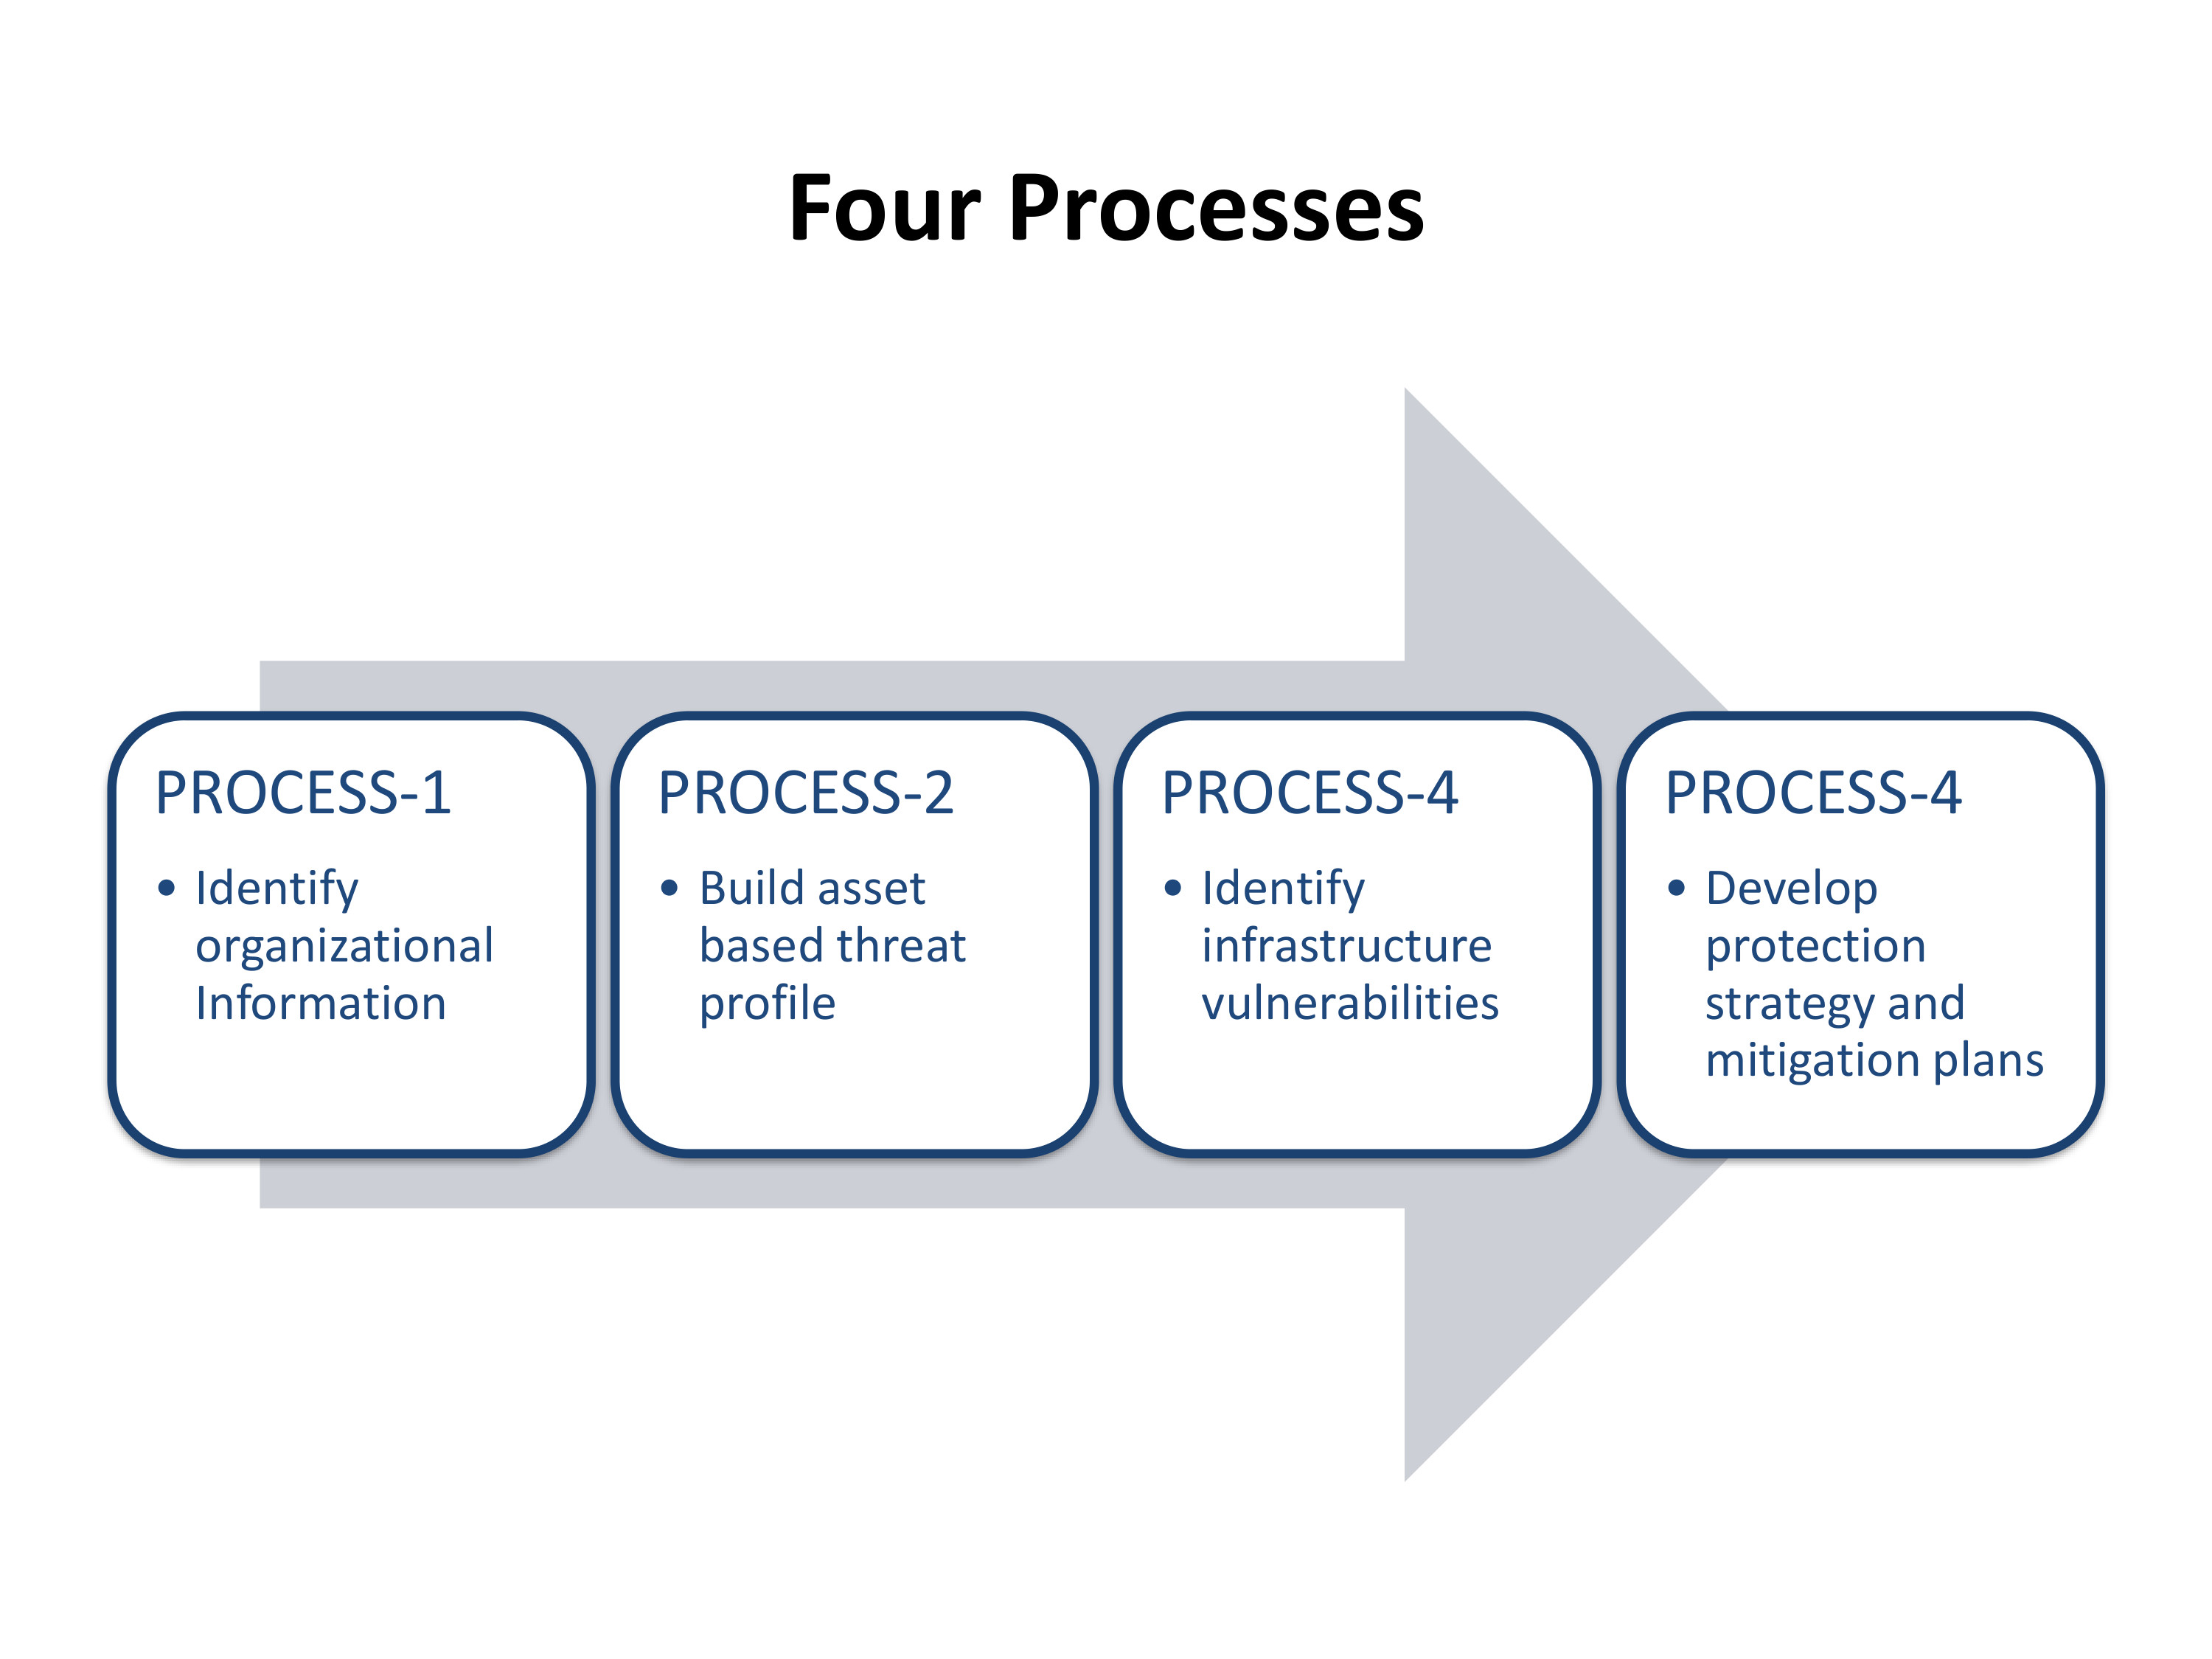 Four Processes
PROCESS-1
• Identify
organizational
Information
PROCESS-2
• Build asset
based threat
profile
PROCESS-4
• Identify
infrastructure
vulnerabilities
PROCESS-4
• Develop
protection
strategy and
mitigation plans